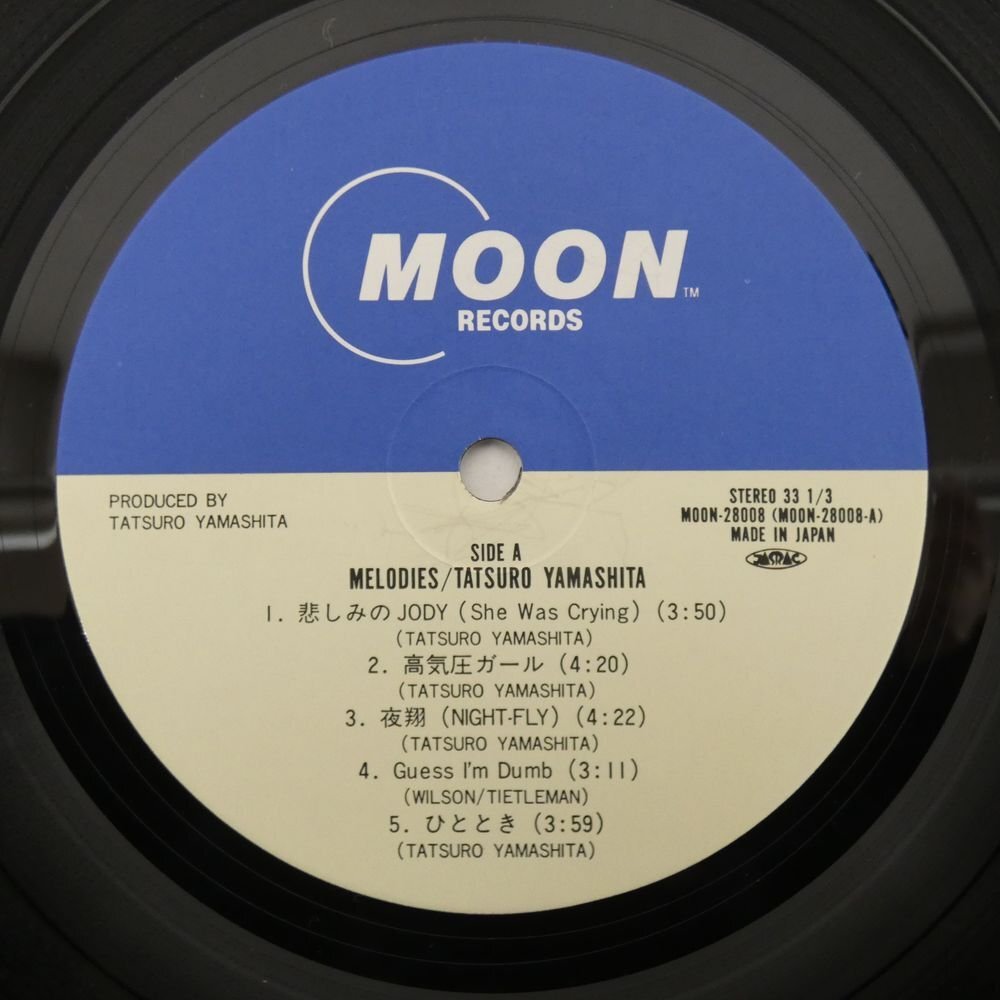 MOON TM
RECORDS
PRODUCED BY
TATSURO YAMASHITA
STEREO 33 1/3
MOON-28008 (MOON-28008-A)
MADE IN JAPAN
JASRAC
SIDE A
MELODIES/TATSURO YAMASHITA
1. 悲しみのJODY (She Was Crying) (3:50)
(TATSURO YAMASHITA)
2. 高気圧ガール (4:20)
(TATSURO YAMASHITA)
3. 夜翔 (NIGHT-FLY) (4:22)
(TATSURO YAMASHITA)
4. Guess I'm Dumb (3:11)
(WILSON/TIETLEMAN)
5. ひととき (3:59)
(TATSURO YAMASHITA)